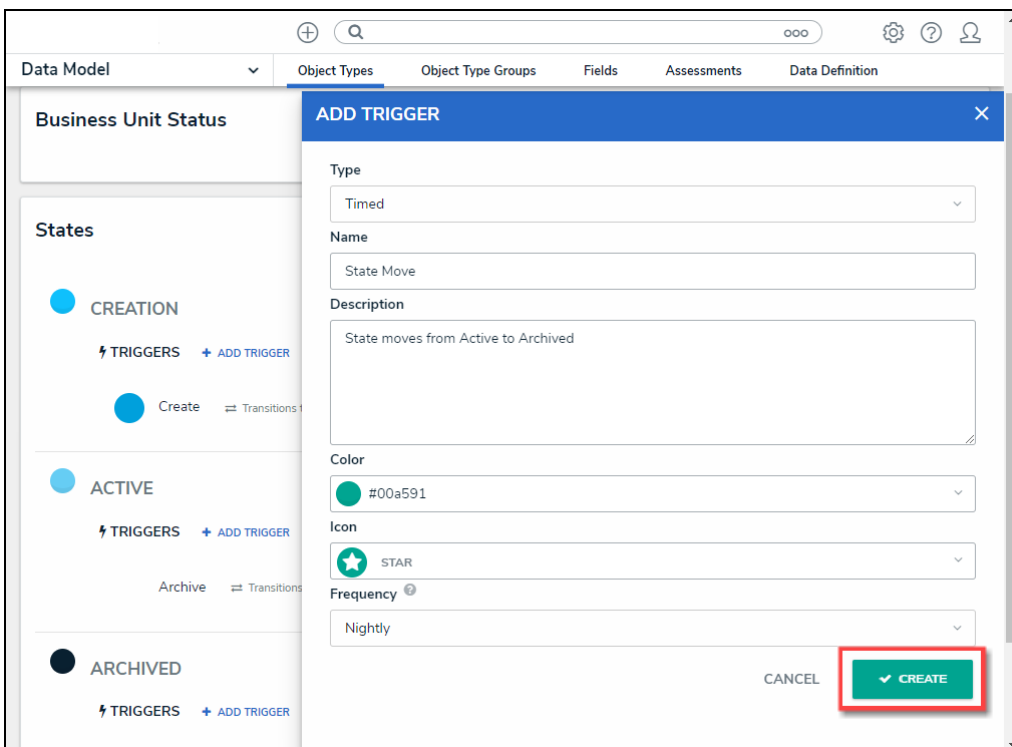 ooo
Data Model
Object Types
Object Type Groups
Fields
Assessments
Data Definition
Business Unit Status
States
CREATION
TRIGGERS + ADD TRIGGER
Create Transitions t
ACTIVE
TRIGGERS + ADD TRIGGER
Archive Transitions
ARCHIVED
TRIGGERS + ADD TRIGGER
ADD TRIGGER
Type
Timed
Name
State Move
Description
State moves from Active to Archived
Color
#00a591
Icon
STAR
Frequency ?
Nightly
CANCEL
CREATE